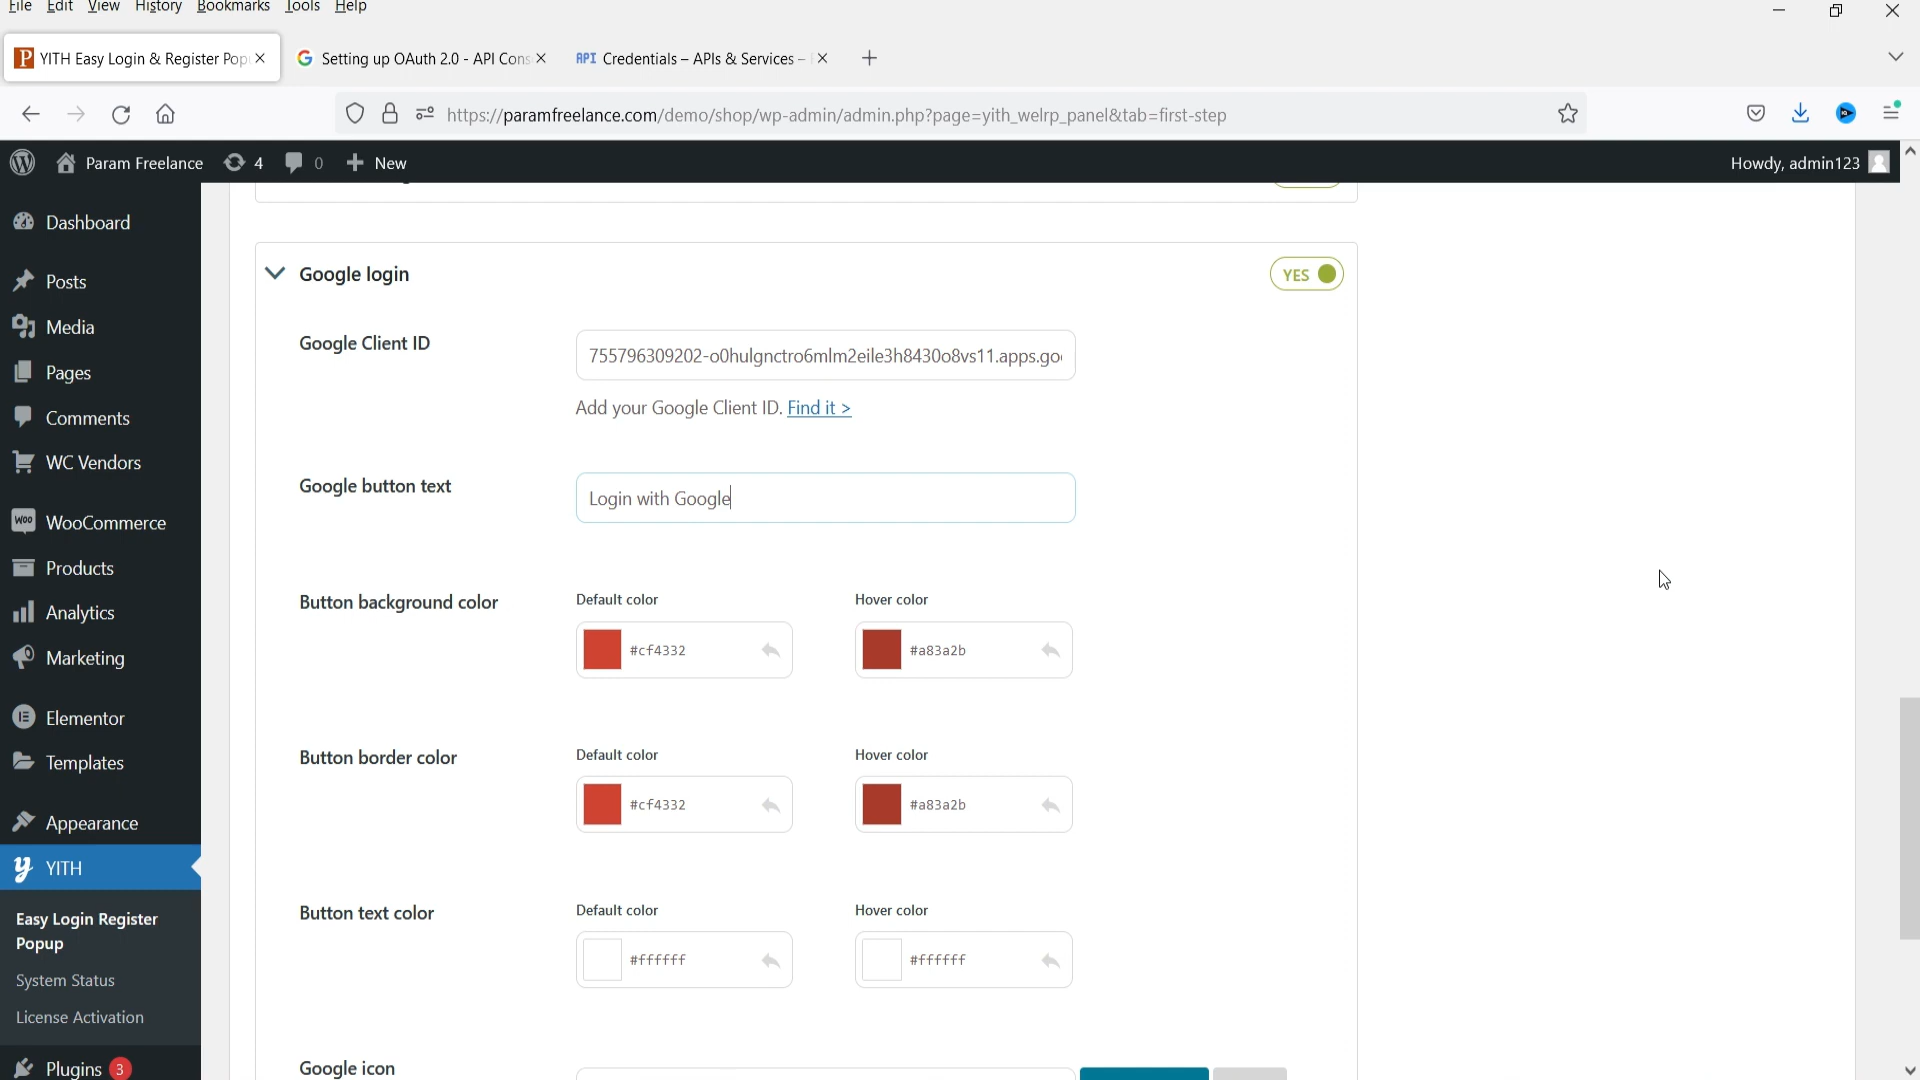 File Edit View History Bookmarks Tools Help
YITH Easy Login & Register Pop
Setting up OAuth 2.0 - API Cons
API Credentials – APIs & Services –
https://paramfreelance.com/demo/shop/wp-admin/admin.php?page=yith_welrp_panel&tab=first-step
Param Freelance 4 0 New
Howdy, admin123
Dashboard
Posts
Media
Pages
Comments
WC Vendors
WooCommerce
Products
Analytics
Marketing
Elementor
Templates
Appearance
YITH
Easy Login Register
Popup
System Status
License Activation
Plugins 3
Google login
YES
Google Client ID
755796309202-o0hulgnctro6mlm2eile3h8430o8vs11.apps.go
Add your Google Client ID. Find it >
Google button text
Login with Google
Button background color
Default color
Hover color
#cf4332
#a83a2b
Button border color
Default color
Hover color
#cf4332
#a83a2b
Button text color
Default color
Hover color
#ffffff
#ffffff
Google icon